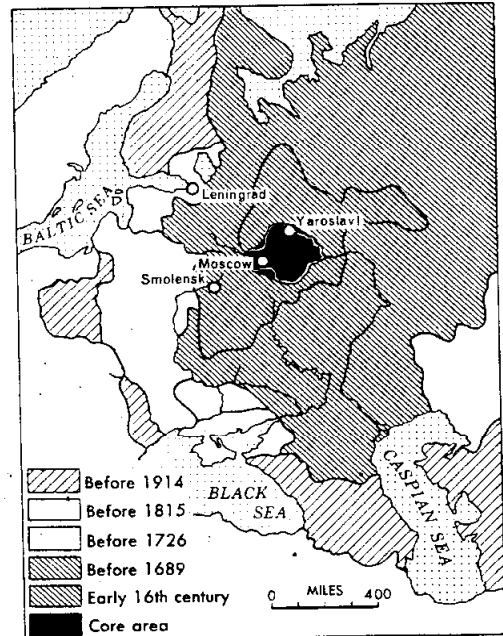 Leningrad
BALTIC SEA
Yaroslavl
Moscow
Smolensk
BLACK
SEA
CASPIAN SEA
Before 1914
Before 1815
Before 1726
Before 1689
Early 16th century
Core area
MILES
0 400